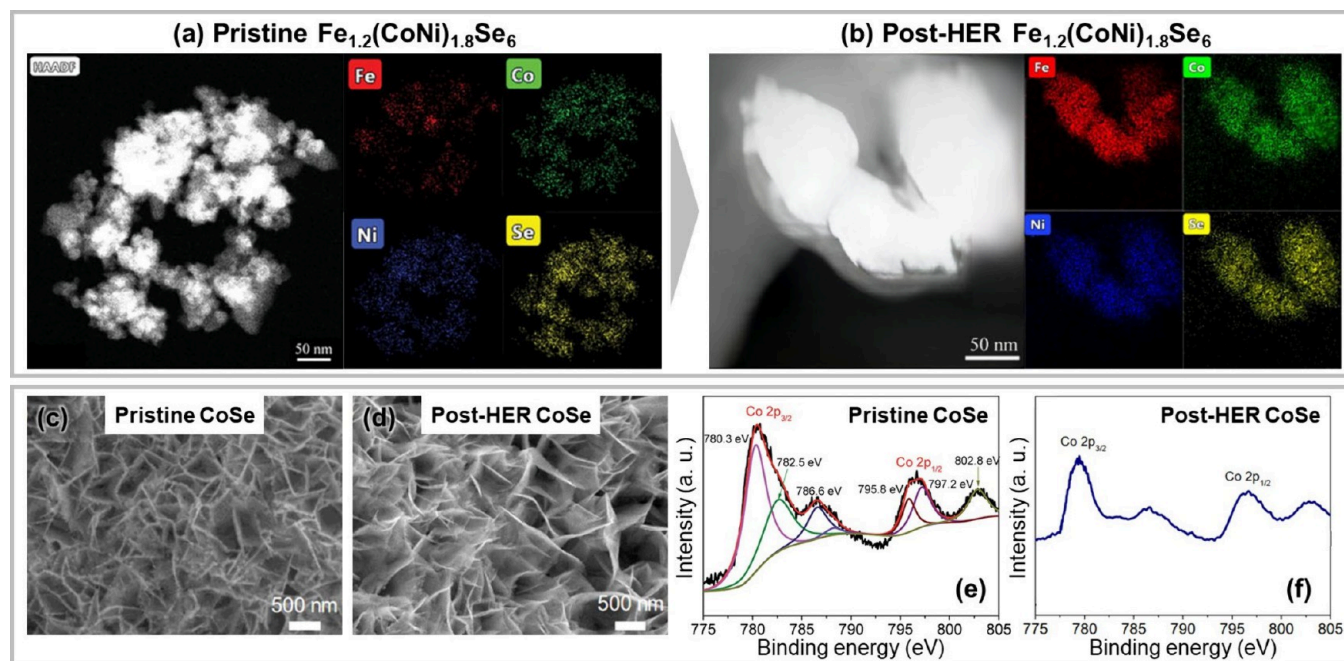 (a) Pristine Fe1.2(CoNi)1.8Se6
HAADF
Fe
Co
Ni
Se
50 nm
(b) Post-HER Fe1.2(CoNi)1.8Se6
Fe
Co
Ni
Se
50 nm
(c)
Pristine CoSe
500 nm
(d)
Post-HER CoSe
500 nm
Pristine CoSe
Co 2p3/2
780.3 eV
782.5 eV
786.6 eV
Co 2p1/2
795.8 eV
797.2 eV
802.8 eV
Intensity (a. u.)
(e)
775 780 785 790 795 800 805
Binding energy (eV)
Post-HER CoSe
Co 2p3/2
Co 2p1/2
Intensity (a. u.)
(f)
775 780 785 790 795 800 805
Binding energy (eV)